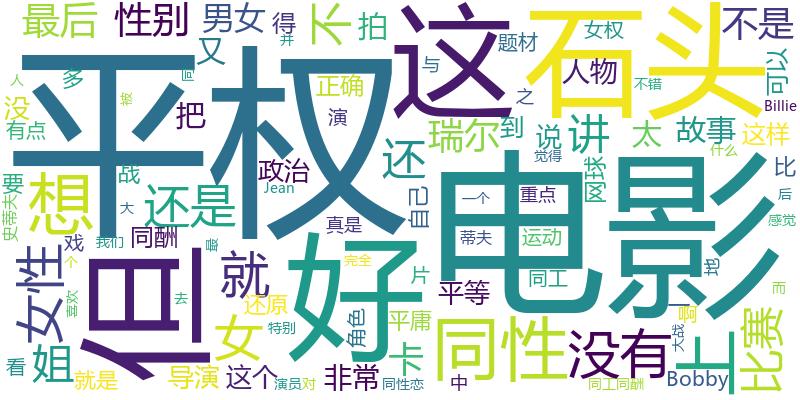 最后
性别
男女
得
并
不
拍
这
石头
不是
又
多
没
把
正确
题材
女权
与
人物
可以
不错
Billie
人
同
有点
被
平权
演
之
瑞尔
到
说
讲
太
故事
这样
觉得
什么
战
政治
还
网球
比
要
想
还是
Jean
自己
电影
一个
重点
后
史蒂夫
大
真是
蒂夫
运动
感觉
戏
我们
同酬
最
女性
但
就
好
片
同工
地
个
去
完全
平等
一
而
喜欢
还原
角色
平庸
啊
女
特别
同性
没有
上
比赛
大战
看
姐
就是
导演
这个
演员
对
非常
卡
同性恋
中
同工同酬
Bobby